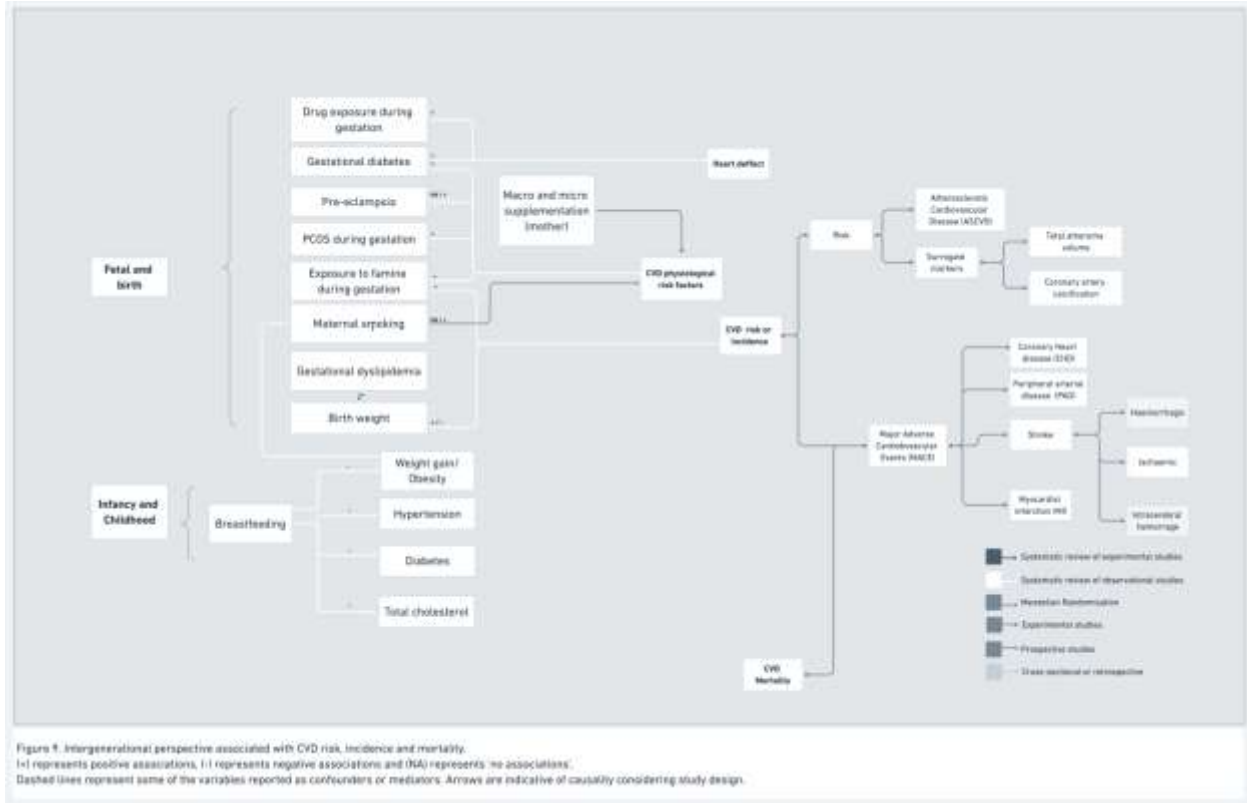 Drug exposure during
gestation
Gestational diabetes
Pre-eclampsia
PCOS during gestation
Exposure to famine
during gestation
Maternal smoking
Gestational dyslipidemia
Birth weight
Fetal and
birth
Macro and micro
supplementation
(mother)
Heart deffect
CVD physiological
risk factors
CVD risk or
incidence
Risk
Atherosclerotic
Cardiovascular
Disease (ASCVD)
Surrogate
markers
Total atheroma
volume
Coronary artery
calcification
Coronary heart
disease (CHD)
Peripheral arterial
disease (PAD)
Major Adverse
Cardiovascular
Events (MACE)
Stroke
Haemorrhage
Ischaemic
Intracerebral
hemorrage
Myocardial
infarction (MI)
CVD
Mortality
Infancy and
Childhood
Breastfeeding
Weight gain/
Obesity
Hypertension
Diabetes
Total cholesterol
Systematic review of experimental studies
Systematic review of observational studies
Mendelian Randomisation
Experimental studies
Prospective studies
Cross-sectional or retrospective
Figure 9. Intergenerational perspective associated with CVD risk, incidence and mortality.
(+) represents positive associations, (-) represents negative associations and (NA) represents 'no associations'.
Dashed lines represent some of the variables reported as confounders or mediators. Arrows are indicative of causality considering study design.